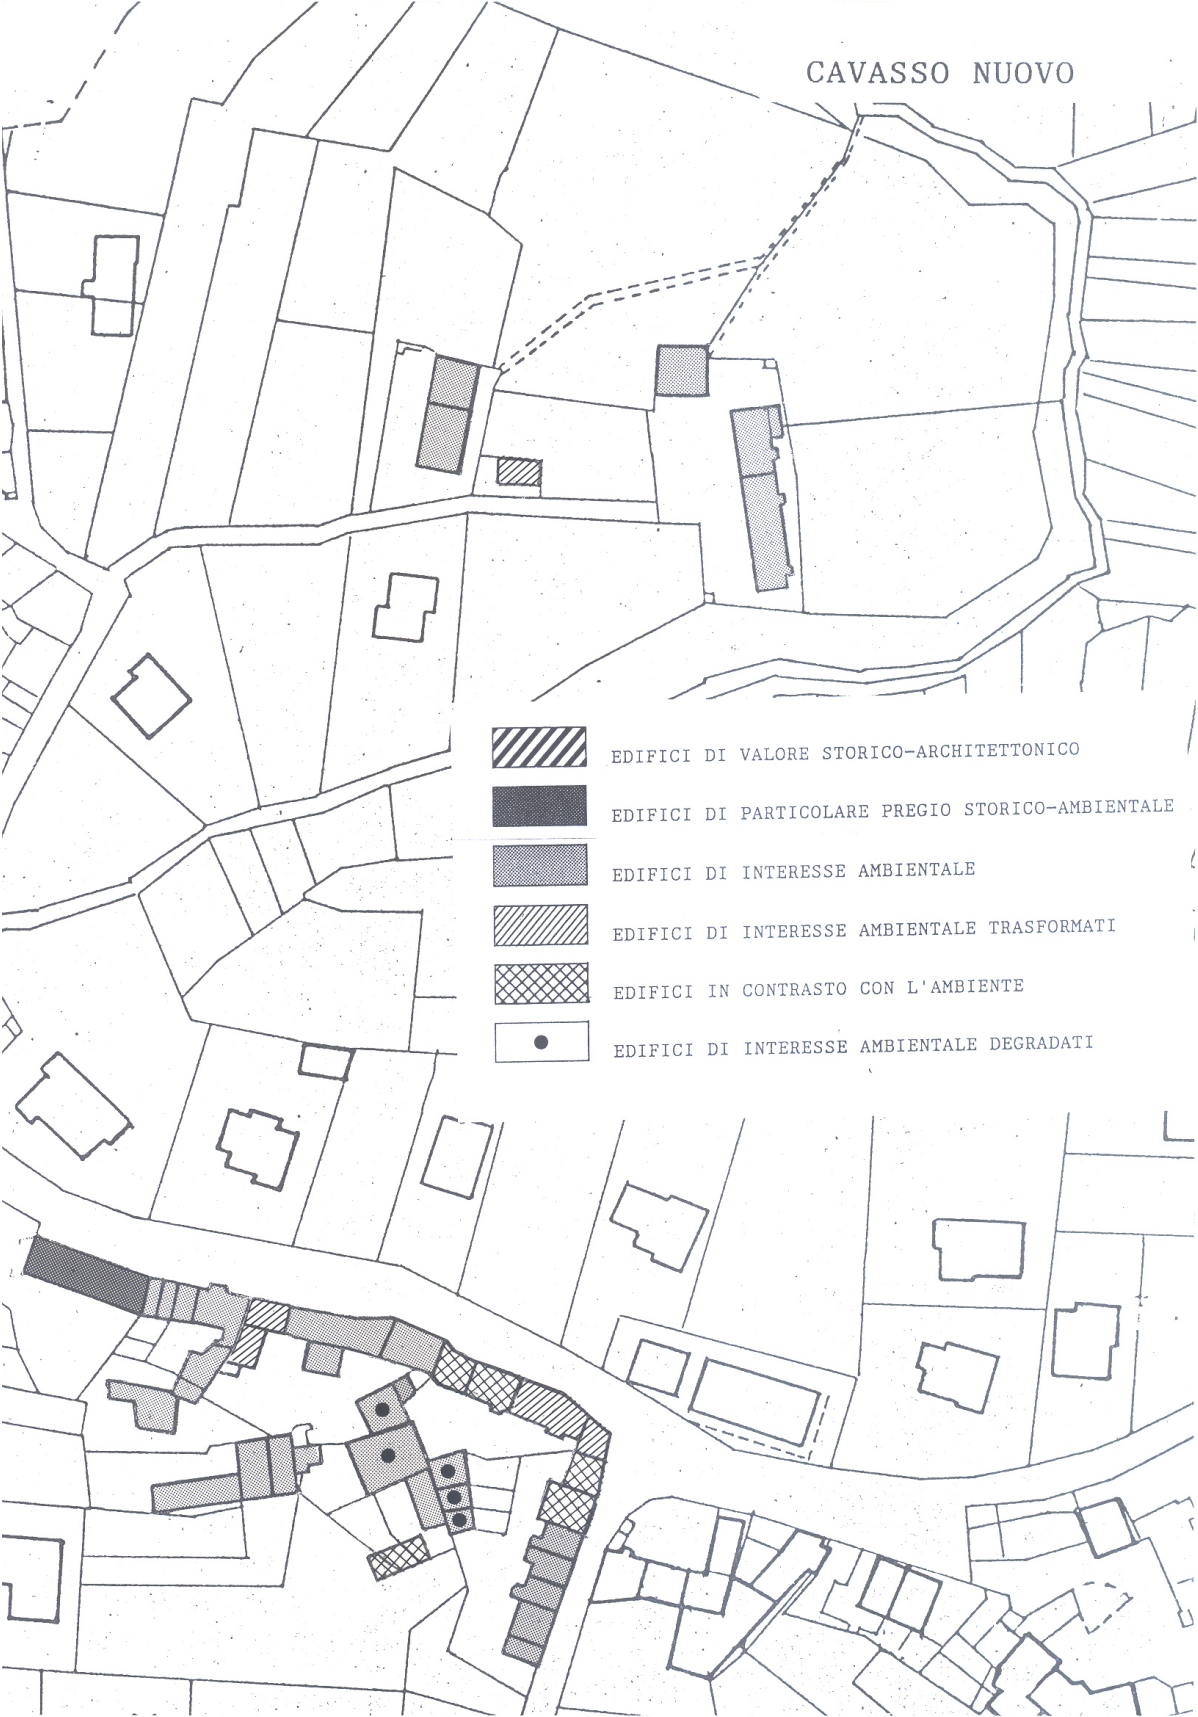 CAVASSO NUOVO
EDIFICI DI VALORE STORICO-ARCHITETTONICO
EDIFICI DI PARTICOLARE PREGIO STORICO-AMBIENTALE
EDIFICI DI INTERESSE AMBIENTALE
EDIFICI DI INTERESSE AMBIENTALE TRASFORMATI
EDIFICI IN CONTRASTO CON L'AMBIENTE
EDIFICI DI INTERESSE AMBIENTALE DEGRADATI